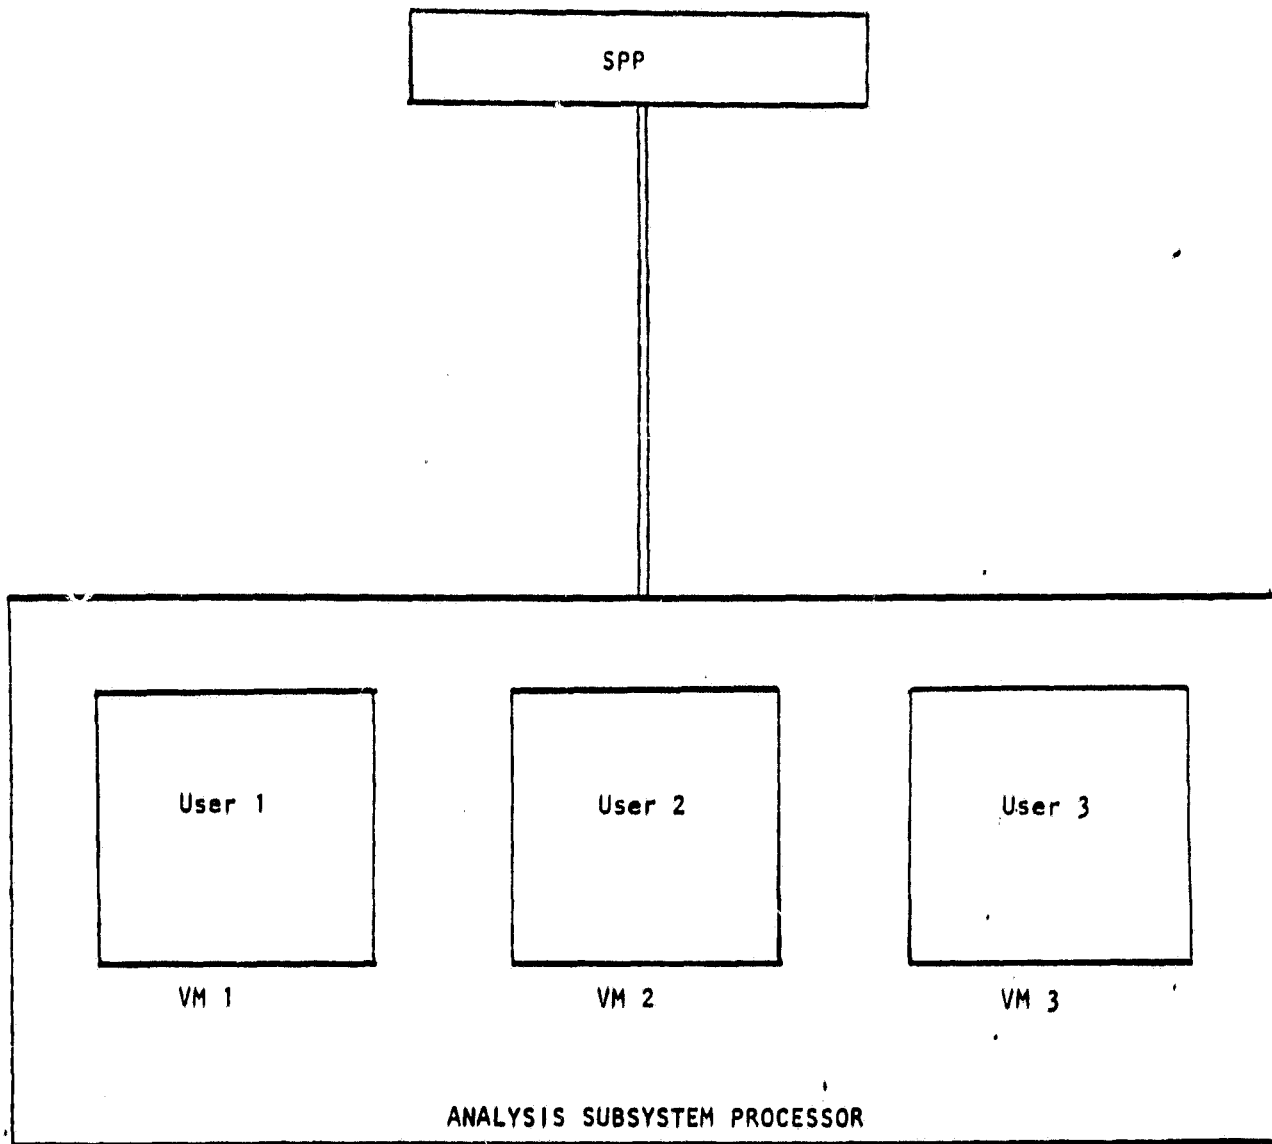 SPP
User 1
User 2
User 3
VM 1
VM 2
VM 3
ANALYSIS SUBSYSTEM PROCESSOR